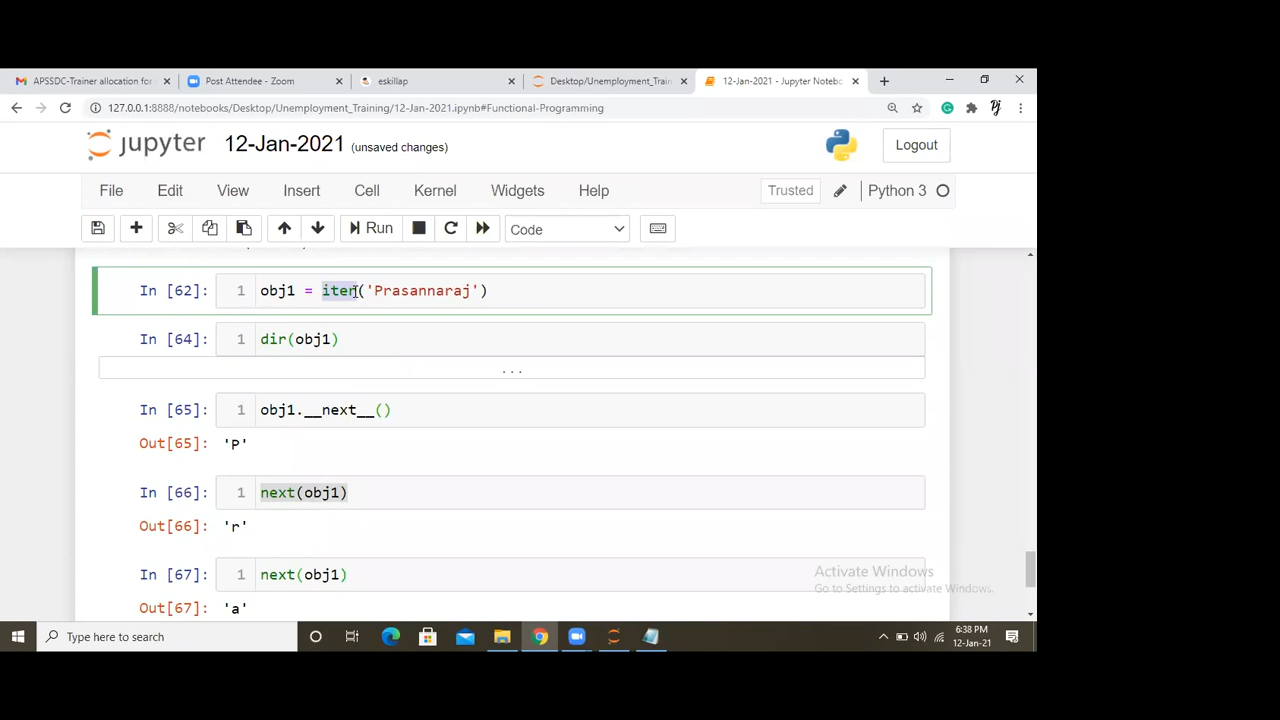 APSSDC-Trainer allocation for
Post Attendee - Zoom
eskillap
Desktop/Unemployment_Train
12-Jan-2021 - Jupyter Notebo
127.0.0.1:8888/notebooks/Desktop/Unemployment_Training/12-Jan-2021.ipynb#Functional-Programming
jupyter 12-Jan-2021 (unsaved changes)
Logout
File Edit View Insert Cell Kernel Widgets Help
Trusted
Python 3
Run
Code
In [62]: 1 obj1 = iter('Prasannaraj')
In [64]: 1 dir(obj1)
...
In [65]: 1 obj1.__next__()
Out[65]: 'P'
In [66]: 1 next(obj1)
Out[66]: 'r'
In [67]: 1 next(obj1)
Out[67]: 'a'
Activate Windows
Go to Settings to activate Windows.
Type here to search
6:38 PM
12-Jan-21